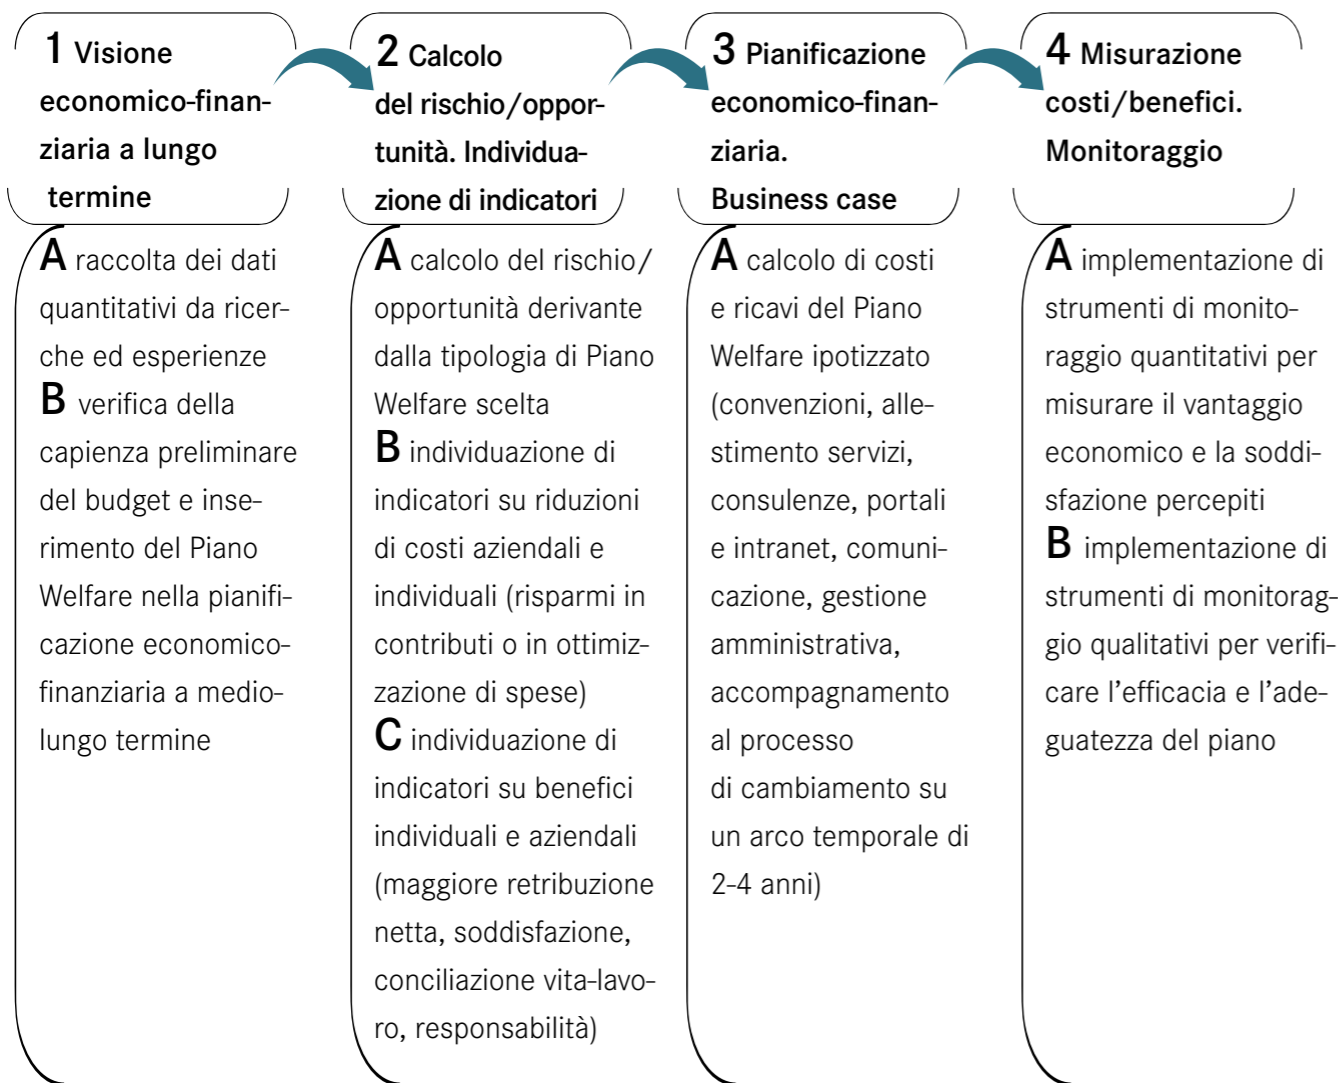 1 Visione
economico-finan-
ziaria a lungo
termine
A raccolta dei dati
quantitativi da ricer-
che ed esperienze
B verifica della
capienza preliminare
del budget e inse-
rimento del Piano
Welfare nella pianifi-
cazione economico-
finanziaria a medio-
lungo termine
2 Calcolo
del rischio/oppor-
tunità. Individua-
zione di indicatori
A calcolo del rischio/
opportunità derivante
dalla tipologia di Piano
Welfare scelta
B individuazione di
indicatori su riduzioni
di costi aziendali e
individuali (risparmi in
contributi o in ottimiz-
zazione di spese)
C individuazione di
indicatori su benefici
individuali e aziendali
(maggiore retribuzione
netta, soddisfazione,
conciliazione vita-lavo-
ro, responsabilità)
3 Pianificazione
economico-finan-
ziaria.
Business case
A calcolo di costi
e ricavi del Piano
Welfare ipotizzato
(convenzioni, alle-
stimento servizi,
consulenze, portali
e intranet, comuni-
cazione, gestione
amministrativa,
accompagnamento
al processo
di cambiamento su
un arco temporale di
2-4 anni)
4 Misurazione
costi/benefici.
Monitoraggio
A implementazione di
strumenti di monito-
raggio quantitativi per
misurare il vantaggio
economico e la soddi-
sfazione percepiti
B implementazione di
strumenti di monitorag-
gio qualitativi per verifi-
care l'efficacia e l'ade-
guatezza del piano